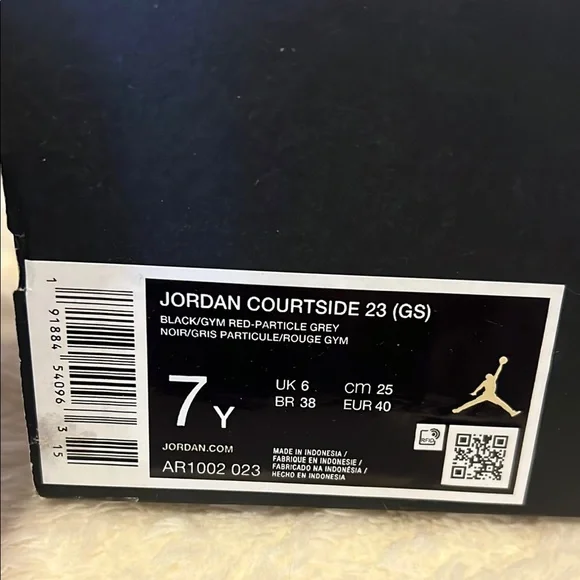 JORDAN COURTSIDE 23 (GS)
BLACK/GYM RED-PARTICLE GREY
NOIR/GRIS PARTICULE/ROUGE GYM
7 Y
UK 6 cm 25
BR 38 EUR 40
JORDAN.COM
AR1002 023
MADE IN INDONESIA /
FABRIQUE EN INDONESIE /
FABRICADO NA INDONÉSIA /
HECHO EN INDONESIA
RFID
1 91884 54096 3 15